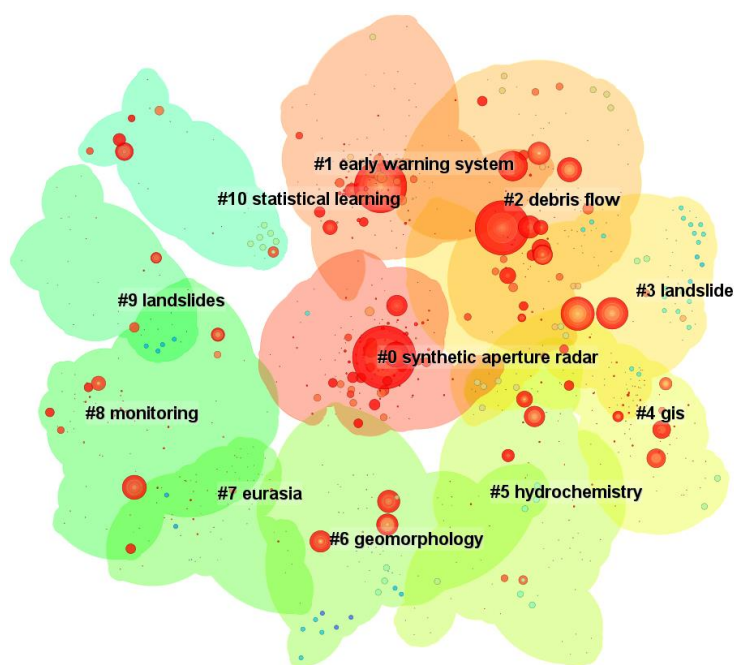 #1 early warning system
#10 statistical learning
#2 debris flow
#9 landslides
#3 landslide
#0 synthetic aperture radar
#8 monitoring
#4 gis
#7 eurasia
#5 hydrochemistry
#6 geomorphology